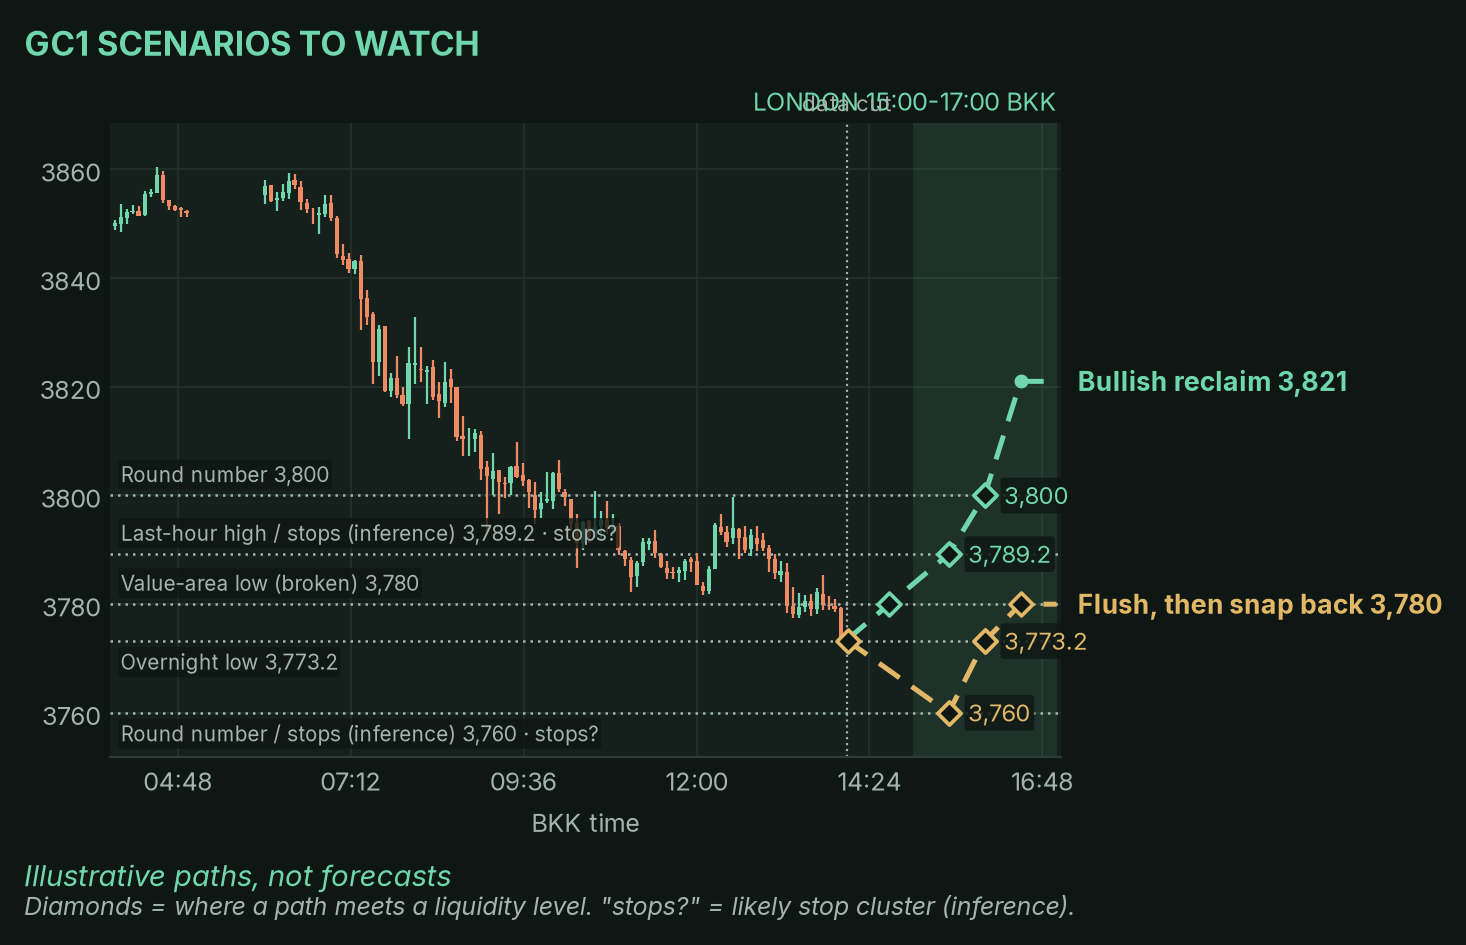 GC1 SCENARIOS TO WATCH
LONDON 15:00-17:00 BKK
data cut
3860
3840
3820
Bullish reclaim 3,821
Round number 3,800
3800
3,800
Last-hour high / stops (inference) 3,789.2 · stops?
3,789.2
Value-area low (broken) 3,780
3780
Flush, then snap back 3,780
3,773.2
Overnight low 3,773.2
3760
3,760
Round number / stops (inference) 3,760 · stops?
04:48 07:12 09:36 12:00 14:24 16:48
BKK time
Illustrative paths, not forecasts
Diamonds = where a path meets a liquidity level. "stops?" = likely stop cluster (inference).